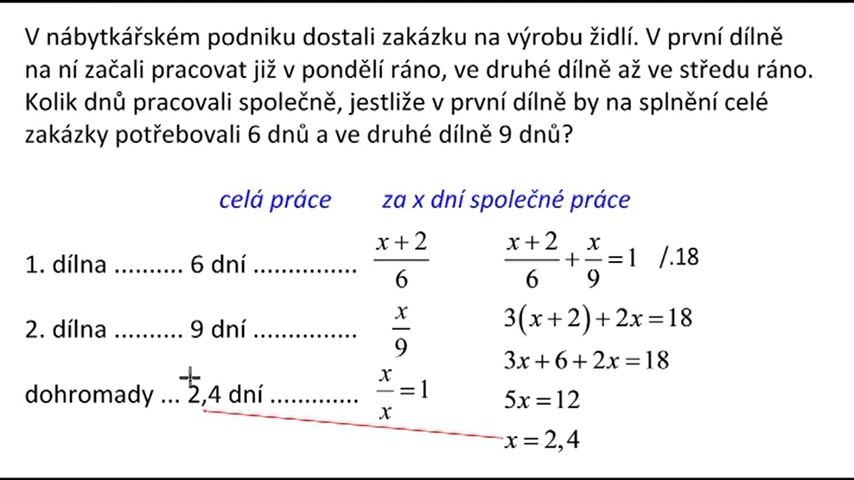 V nábytkářském podniku dostali zakázku na výrobu židlí. V první dílně
na ní začali pracovat již v pondělí ráno, ve druhé dílně až ve středu ráno.
Kolik dnů pracovali společně, jestliže v první dílně by na splnění celé
zakázky potřebovali 6 dnů a ve druhé dílně 9 dnů?
celá práce za x dní společné práce
1. dílna .......... 6 dní ............... (x + 2)/6
2. dílna .......... 9 dní ............... x/9
dohromady ... 2,4 dní ............. x/x = 1
(x + 2)/6 + x/9 = 1 /.18
3(x + 2) + 2x = 18
3x + 6 + 2x = 18
5x = 12
x = 2,4